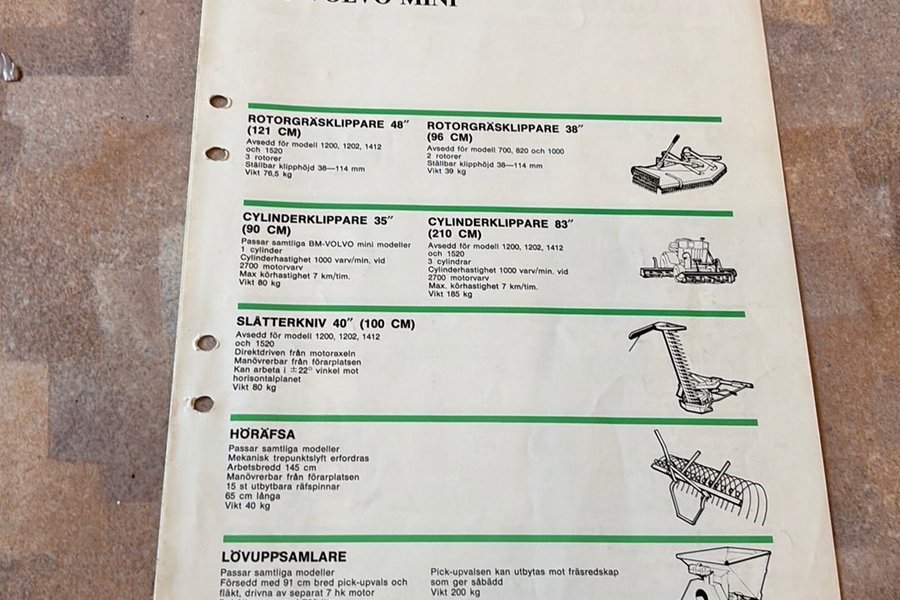 VOLVO MINI
ROTORGRÄSKLIPPARE 48″
(121 CM)
Avsedd för modell 1200, 1202, 1412
och 1520
3 rotorer
Ställbar klipphöjd 38—114 mm
Vikt 76,5 kg
ROTORGRÄSKLIPPARE 38″
(96 CM)
Avsedd för modell 700, 820 och 1000
2 rotorer
Ställbar klipphöjd 38—114 mm
Vikt 39 kg
CYLINDERKLIPPARE 35″
(90 CM)
Passar samtliga BM-VOLVO mini modeller
1 cylinder
Cylinderhastighet 1000 varv/min. vid
2700 motorvarv
Max. körhastighet 7 km/tim.
Vikt 80 kg
CYLINDERKLIPPARE 83″
(210 CM)
Avsedd för modell 1200, 1202, 1412
och 1520
3 cylindrar
Cylinderhastighet 1000 varv/min. vid
2700 motorvarv
Max. körhastighet 7 km/tim.
Vikt 185 kg
SLÅTTERKNIV 40″ (100 CM)
Avsedd för modell 1200, 1202, 1412
och 1520
Direktdriven från motoraxeln
Manövrerbar från förarplatsen
Kan arbeta i ±22° vinkel mot
horisontalplanet
Vikt 80 kg
HÖRÄFSA
Passar samtliga modeller
Mekanisk trepunktslyft erfordras
Arbetsbredd 145 cm
Manövrerbar från förarplatsen
15 st utbytbara räfspinnar
65 cm långa
Vikt 40 kg
LÖVUPPSAMLARE
Passar samtliga modeller
Försedd med 91 cm bred pick-upvals och
fläkt, drivna av separat 7 hk motor
Pick-upvalsen kan utbytas mot fräsredskap
som ger såbädd
Vikt 200 kg